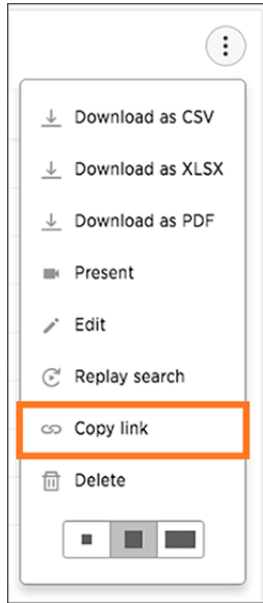 Download as CSV
Download as XLSX
Download as PDF
Present
Edit
Replay search
Copy link
Delete